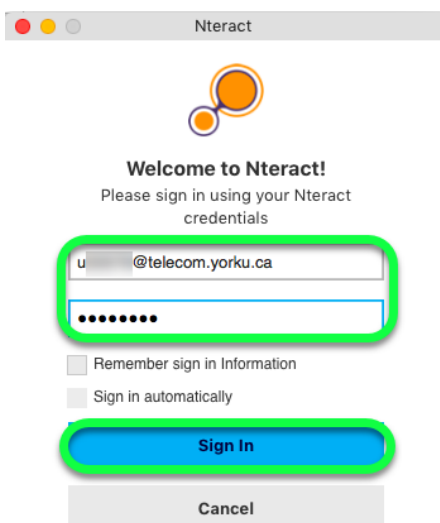 Nteract
Welcome to Nteract!
Please sign in using your Nteract
credentials
u @telecom.yorku.ca
••••••••
Remember sign in Information
Sign in automatically
Sign In
Cancel